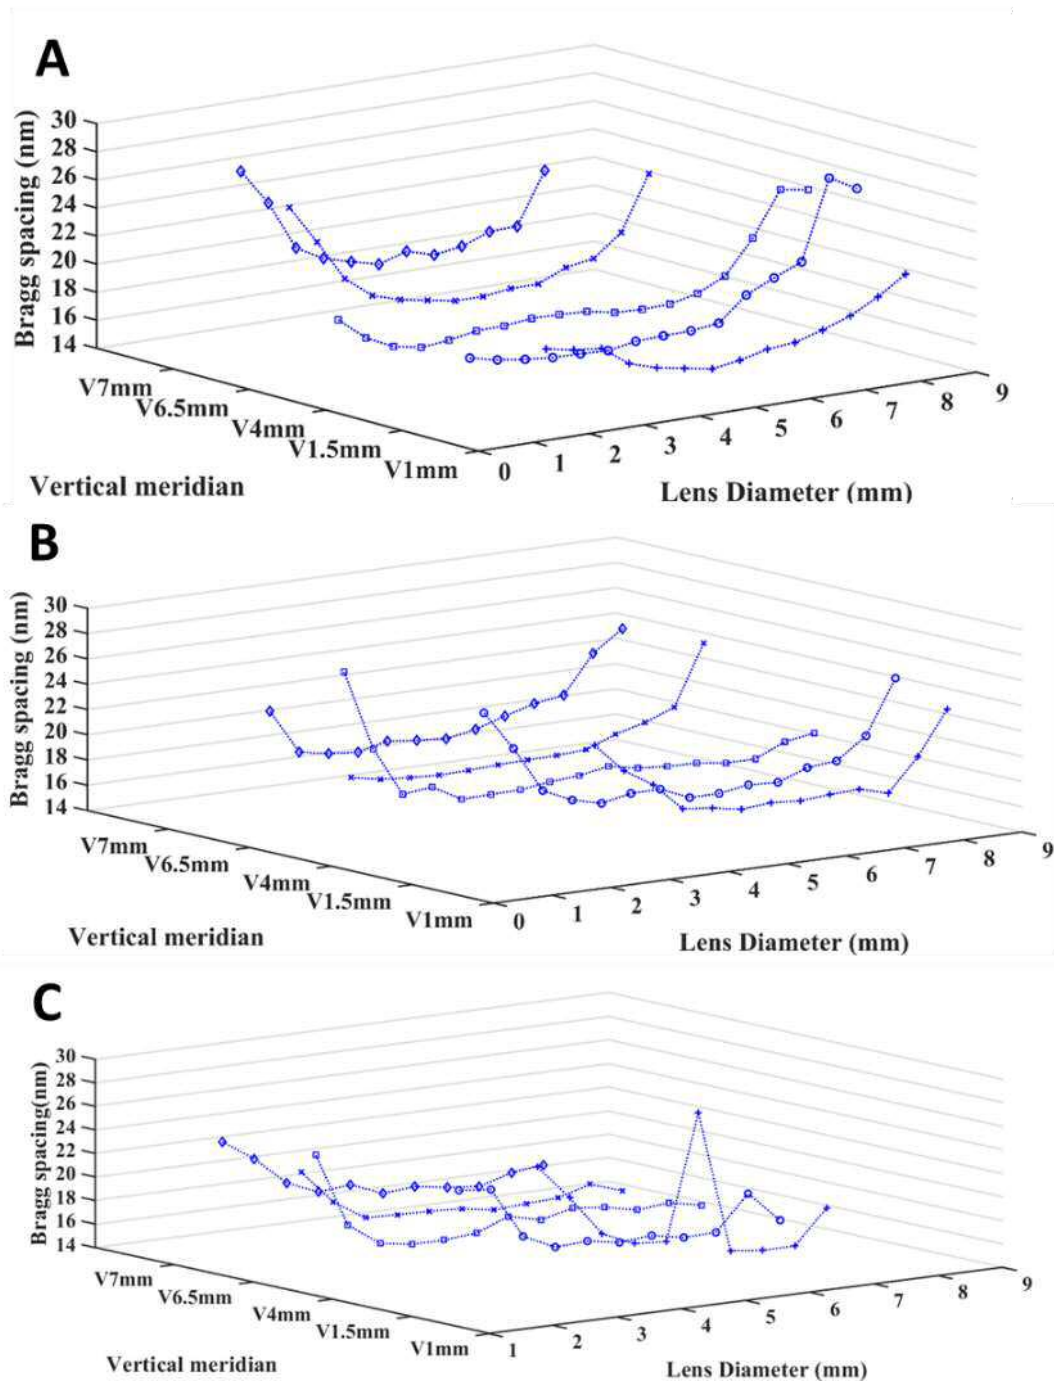 A
Bragg spacing (nm)
30
28
26
24
22
20
18
16
14
V7mm
V6.5mm
V4mm
V1.5mm
V1mm
0
1
2
3
4
5
6
7
8
9
Vertical meridian
Lens Diameter (mm)
B
Bragg spacing (nm)
30
28
26
24
22
20
18
16
14
V7mm
V6.5mm
V4mm
V1.5mm
V1mm
0
1
2
3
4
5
6
7
8
9
Vertical meridian
Lens Diameter (mm)
C
Bragg spacing(nm)
30
28
26
24
22
20
18
16
14
V7mm
V6.5mm
V4mm
V1.5mm
V1mm
1
2
3
4
5
6
7
8
9
Vertical meridian
Lens Diameter (mm)